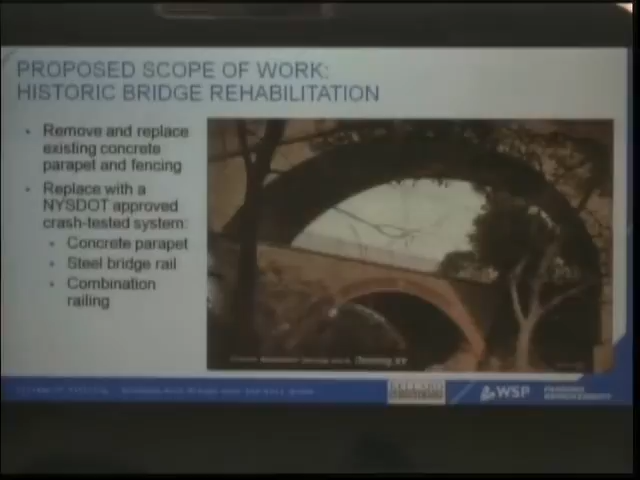 PROPOSED SCOPE OF WORK:
HISTORIC BRIDGE REHABILITATION
• Remove and replace
existing concrete
parapet and fencing
• Replace with a
NYSDOT approved
crash-tested system:
• Concrete parapet
• Steel bridge rail
• Combination
railing
WSP